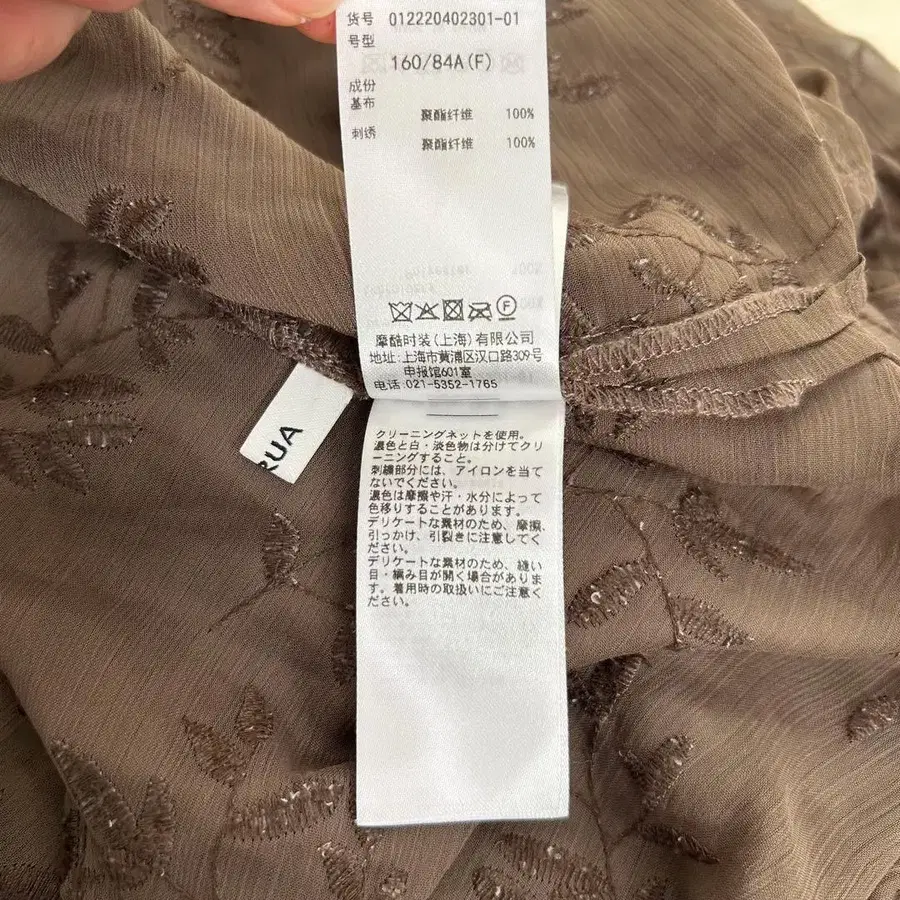 货号 012220402301-01
号型
160/84A(F)
成份
基布
聚酯纤维 100%
刺绣
聚酯纤维 100%
F
摩酷时装(上海)有限公司
地址:上海市黄浦区汉口路309号
申报馆601室
电话:021-5352-1765
RUA
クリーニングネットを使用。
濃色と白・淡色物は分けてクリ
ーニングすること。
刺繍部分には、アイロンを当て
ないでください。
濃色は摩擦や汗・水分によって
色移りすることがあります。
デリケートな素材のため、摩擦、
引っかけ、引裂きに注意してく
ださい。
デリケートな素材のため、縫い
目・編み目が開く場合がありま
す。着用時の取扱いにご注意く
ださい。